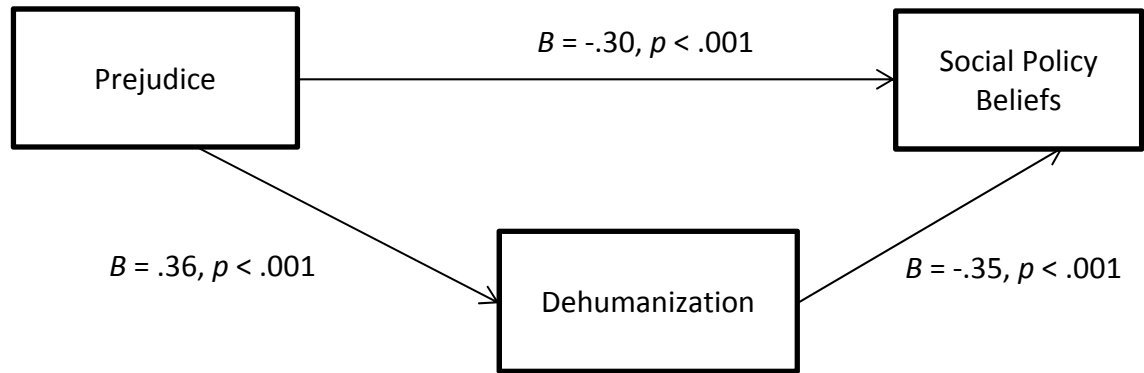 B = -.30, p < .001
Prejudice
Social Policy
Beliefs
B = .36, p < .001
B = -.35, p < .001
Dehumanization